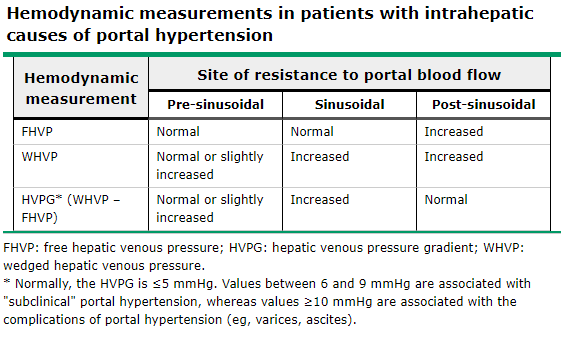 Hemodynamic measurements in patients with intrahepatic
causes of portal hypertension
Hemodynamic
measurement
Site of resistance to portal blood flow
Pre-sinusoidal
Sinusoidal
Post-sinusoidal
FHVP
Normal
Normal
Increased
WHVP
Normal or slightly
increased
Increased
Increased
HVPG* (WHVP –
FHVP)
Normal or slightly
increased
Increased
Normal
FHVP: free hepatic venous pressure; HVPG: hepatic venous pressure gradient; WHVP:
wedged hepatic venous pressure.
* Normally, the HVPG is ≤5 mmHg. Values between 6 and 9 mmHg are associated with
"subclinical" portal hypertension, whereas values ≥10 mmHg are associated with the
complications of portal hypertension (eg, varices, ascites).